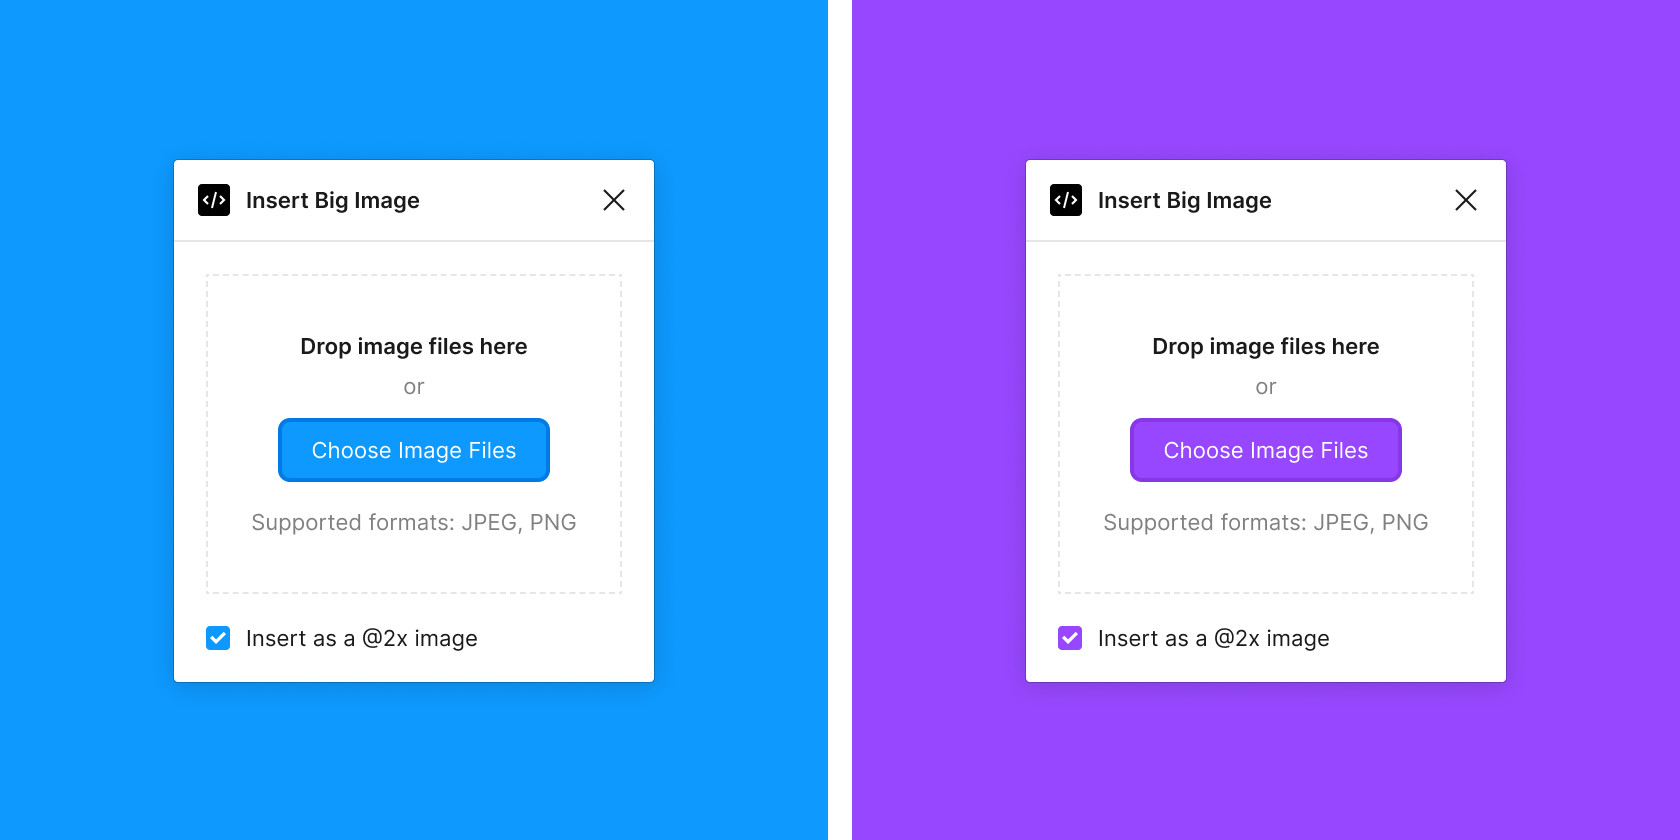 Insert Big Image
Drop image files here
or
Choose Image Files
Supported formats: JPEG, PNG
Insert as a @2x image
Insert Big Image
Drop image files here
or
Choose Image Files
Supported formats: JPEG, PNG
Insert as a @2x image